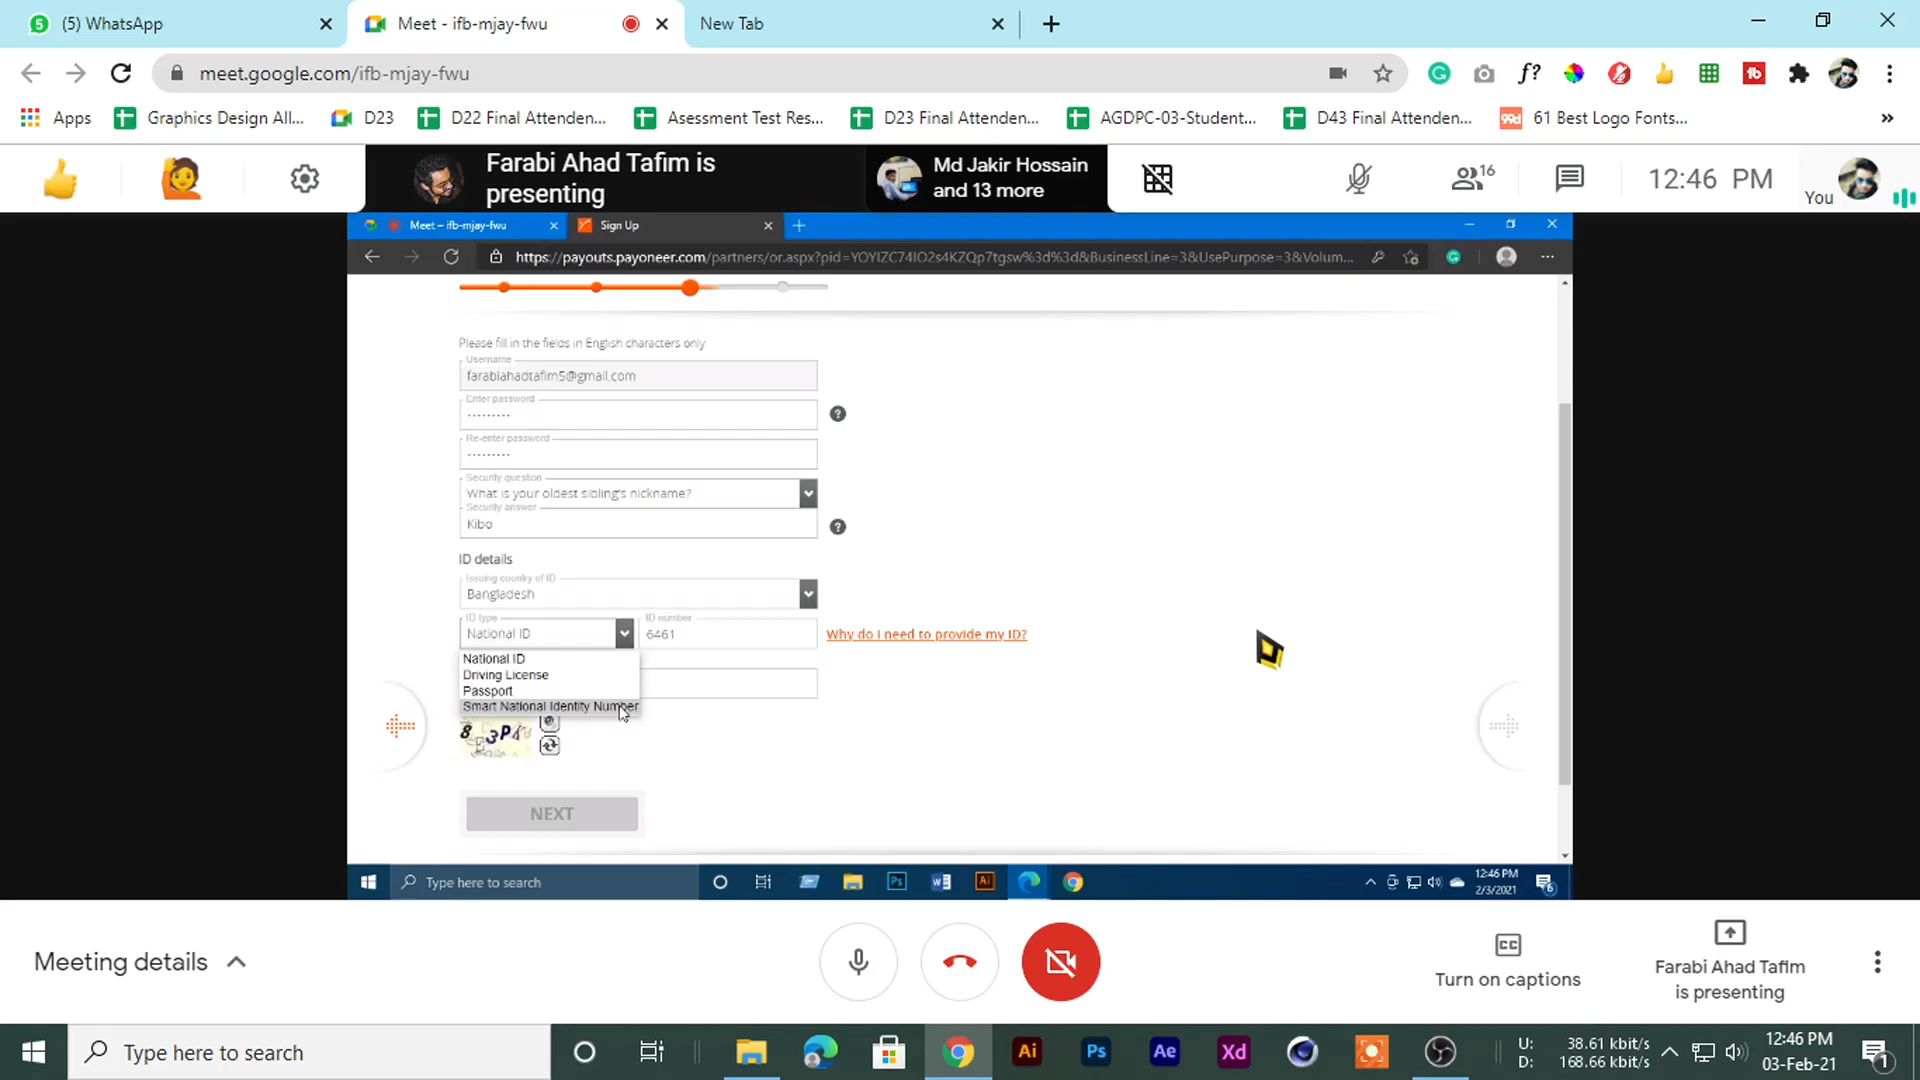 (5) WhatsApp
Meet - ifb-mjay-fwu
New Tab
meet.google.com/ifb-mjay-fwu
Apps
Graphics Design All...
D23
D22 Final Attenden...
Asessment Test Res...
D23 Final Attenden...
AGDPC-03-Student...
D43 Final Attenden...
61 Best Logo Fonts...
Farabi Ahad Tafim is
presenting
Md Jakir Hossain
and 13 more
16
12:46 PM
You
Meet – ifb-mjay-fwu
Sign Up
https://payouts.payoneer.com/partners/or.aspx?pid=YOYIZC74IO2s4KZQp7tgsw%3d%3d&BusinessLine=3&UsePurpose=3&Volum...
Please fill in the fields in English characters only
Username
farabiahadtafim5@gmail.com
Enter password
Re-enter password
Security question
What is your oldest sibling's nickname?
Security answer
Kibo
ID details
Issuing country of ID
Bangladesh
ID type
National ID
ID number
6461
Why do I need to provide my ID?
National ID
Driving License
Passport
Smart National Identity Number
NEXT
Type here to search
12:46 PM
2/3/2021
Meeting details
Turn on captions
Farabi Ahad Tafim
is presenting
Type here to search
U: 38.61 kbit/s
D: 168.66 kbit/s
12:46 PM
03-Feb-21
1